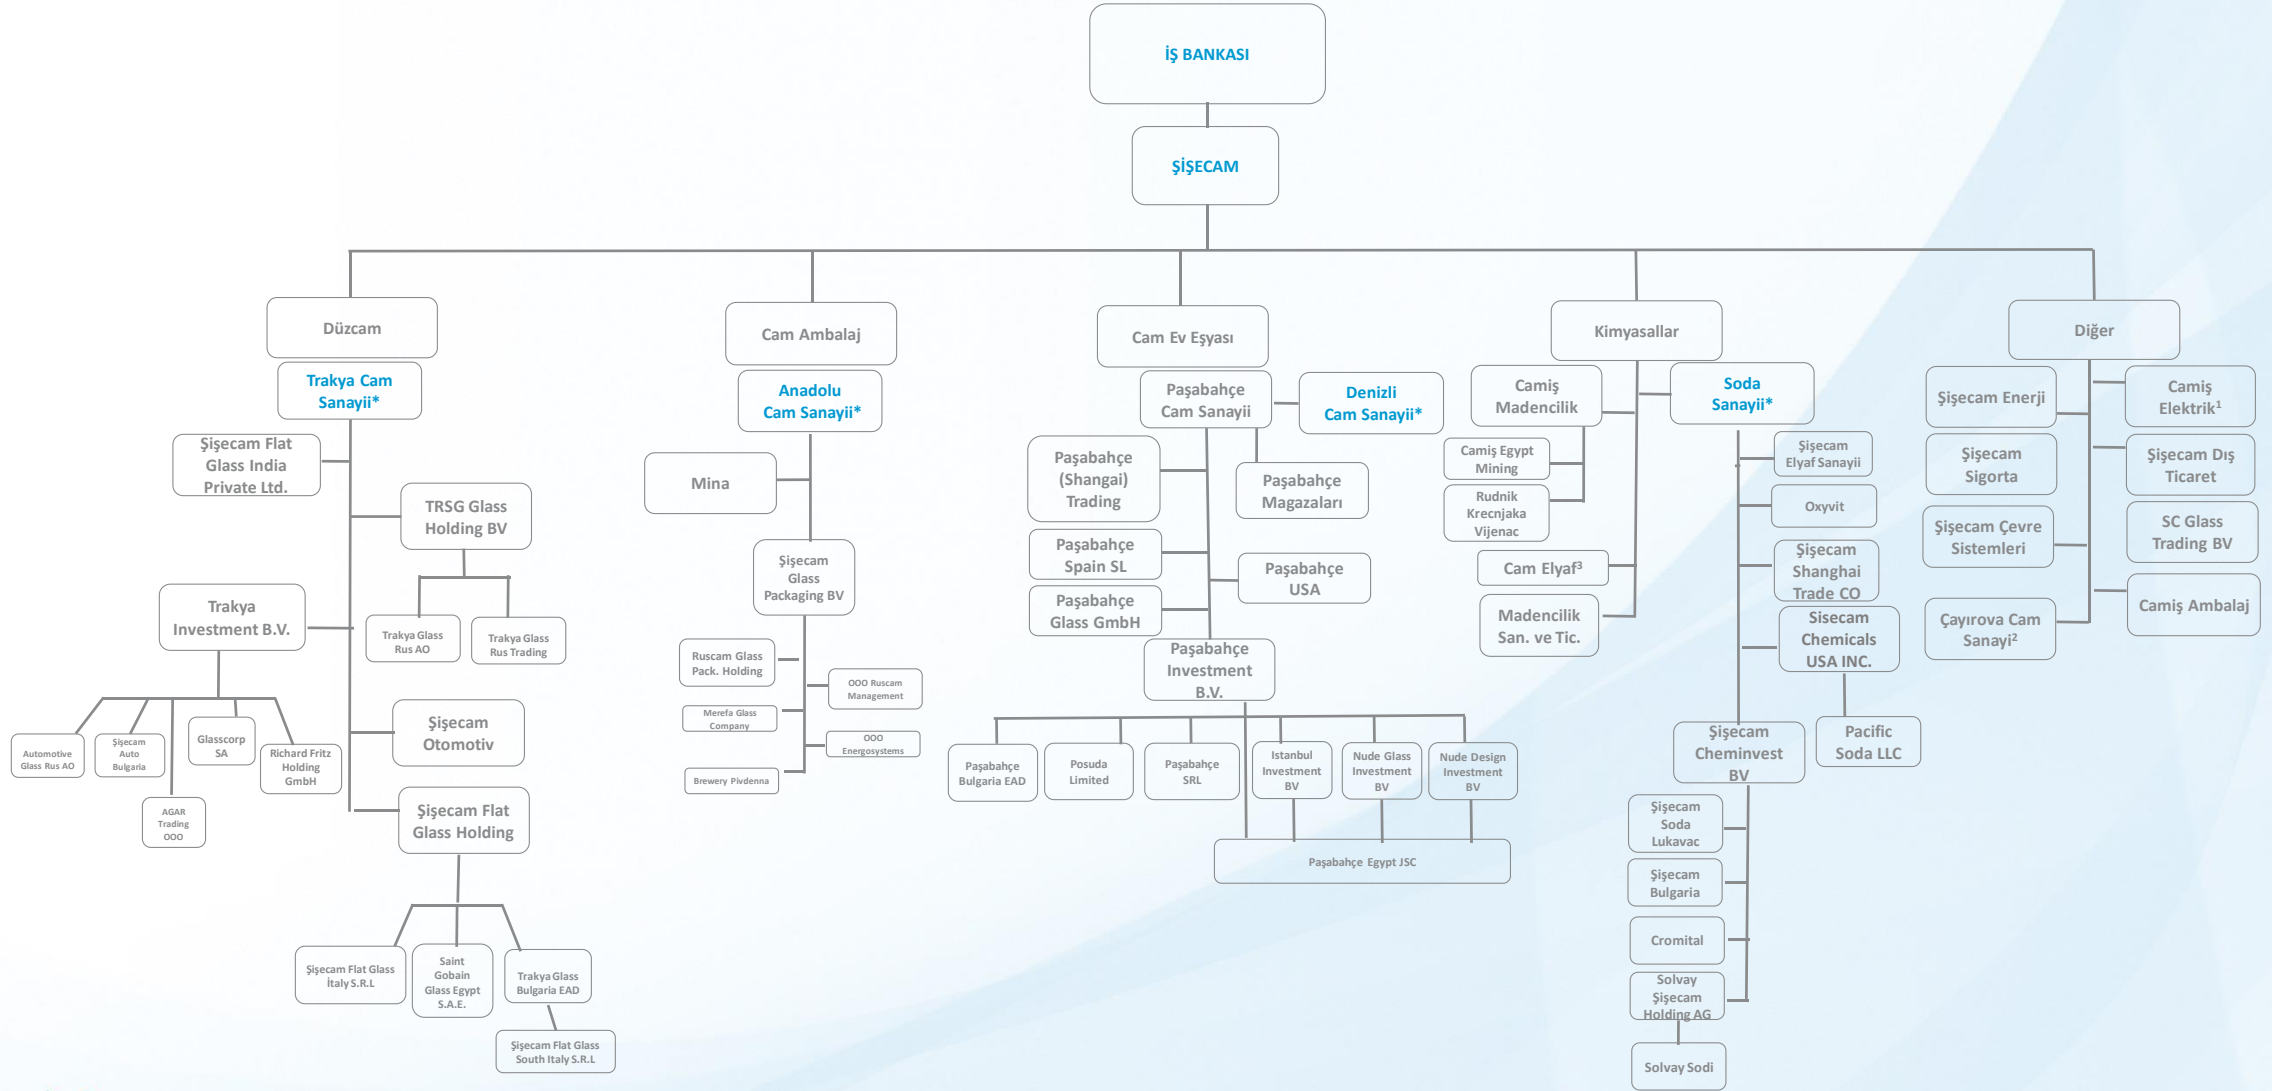 İŞ BANKASI
ŞİŞECAM
Düzcam
Trakya Cam
Sanayii*
Şişecam Flat
Glass India
Private Ltd.
TRSG Glass
Holding BV
Trakya Glass
Rus AO
Trakya Glass
Rus Trading
Trakya
Investment B.V.
Automotive
Glass Rus AO
Şişecam
Auto
Bulgaria
AGAR
Trading
OOO
Glasscorp
SA
Richard Fritz
Holding
GmbH
Şişecam
Otomotiv
Şişecam Flat
Glass Holding
Şişecam Flat Glass
İtaly S.R.L
Saint
Gobain
Glass Egypt
S.A.E.
Trakya Glass
Bulgaria EAD
Şişecam Flat Glass
South Italy S.R.L
Cam Ambalaj
Anadolu
Cam Sanayii*
Mina
Şişecam
Glass
Packaging BV
Ruscam Glass
Pack. Holding
OOO Ruscam
Management
Merefa Glass
Company
OOO
Energosystems
Brewery Pivdenna
Cam Ev Eşyası
Paşabahçe
Cam Sanayii
Denizli
Cam Sanayii*
Paşabahçe
(Shangai)
Trading
Paşabahçe
Magazaları
Paşabahçe
Spain SL
Paşabahçe
USA
Paşabahçe
Glass GmbH
Paşabahçe
Investment
B.V.
Paşabahçe
Bulgaria EAD
Posuda
Limited
Paşabahçe
SRL
Istanbul
Investment
BV
Nude Glass
Investment
BV
Nude Design
Investment
BV
Paşabahçe Egypt JSC
Kimyasallar
Camiş
Madencilik
Soda
Sanayii*
Camiş Egypt
Mining
Rudnik
Krecnjaka
Vijenac
Cam Elyaf³
Madencilik
San. ve Tic.
Şişecam
Elyaf Sanayii
Oxyvit
Şişecam
Shanghai
Trade CO
Sisecam
Chemicals
USA INC.
Pacific
Soda LLC
Şişecam
Cheminvest
BV
Şişecam
Soda
Lukavac
Şişecam
Bulgaria
Cromital
Solvay
Şişecam
Holding AG
Solvay Sodi
Diğer
Şişecam Enerji
Camiş
Elektrik¹
Şişecam
Sigorta
Şişecam Dış
Ticaret
Şişecam Çevre
Sistemleri
SC Glass
Trading BV
Çayırova Cam
Sanayi²
Camiş Ambalaj